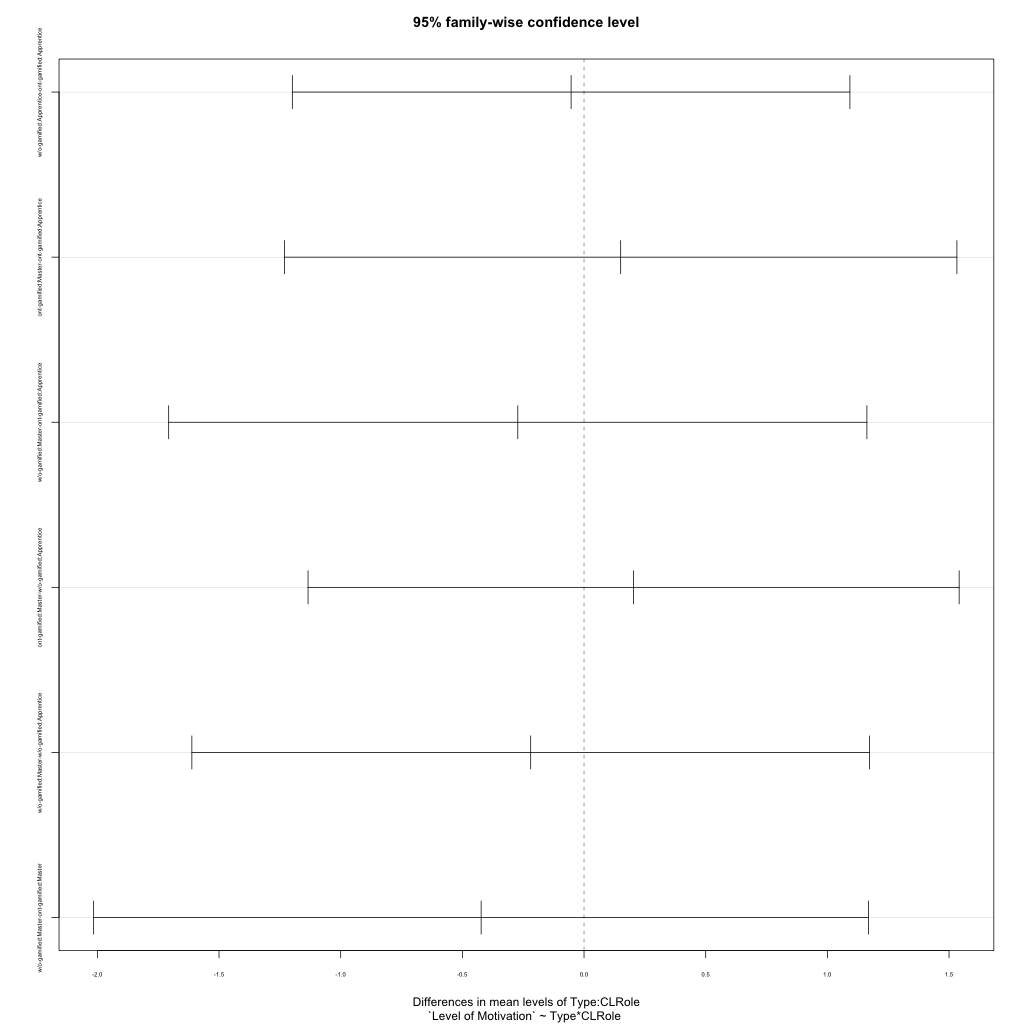 95% family-wise confidence level
w/o-gamified:Apprentice-ont-gamified:Apprentice
ont-gamified:Master-ont-gamified:Apprentice
w/o-gamified:Master-ont-gamified:Apprentice
ont-gamified:Master-w/o-gamified:Apprentice
w/o-gamified:Master-w/o-gamified:Apprentice
w/o-gamified:Master-ont-gamified:Master
-2.0 -1.5 -1.0 -0.5 0.0 0.5 1.0 1.5
Differences in mean levels of Type:CLRole
`Level of Motivation` ~ Type*CLRole